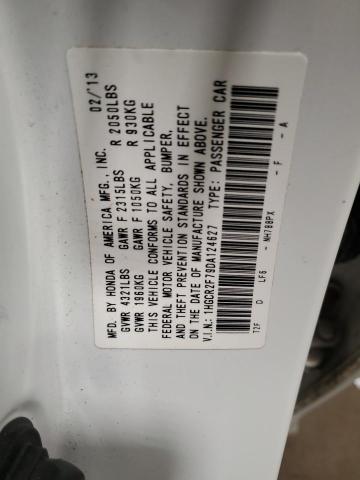 MFD. BY HONDA OF AMERICA MFG., INC. 02/'13
GVWR 4321LBS GAWR F 2315LBS R 2050LBS
GVWR 1960KG GAWR F 1050KG R 930KG
THIS VEHICLE CONFORMS TO ALL APPLICABLE
FEDERAL MOTOR VEHICLE SAFETY, BUMPER,
AND THEFT PREVENTION STANDARDS IN EFFECT
ON THE DATE OF MANUFACTURE SHOWN ABOVE.
V.I.N.: 1HGCR2F79DA124627 TYPE: PASSENGER CAR
T2F D LF6 - NH788PX - F - A